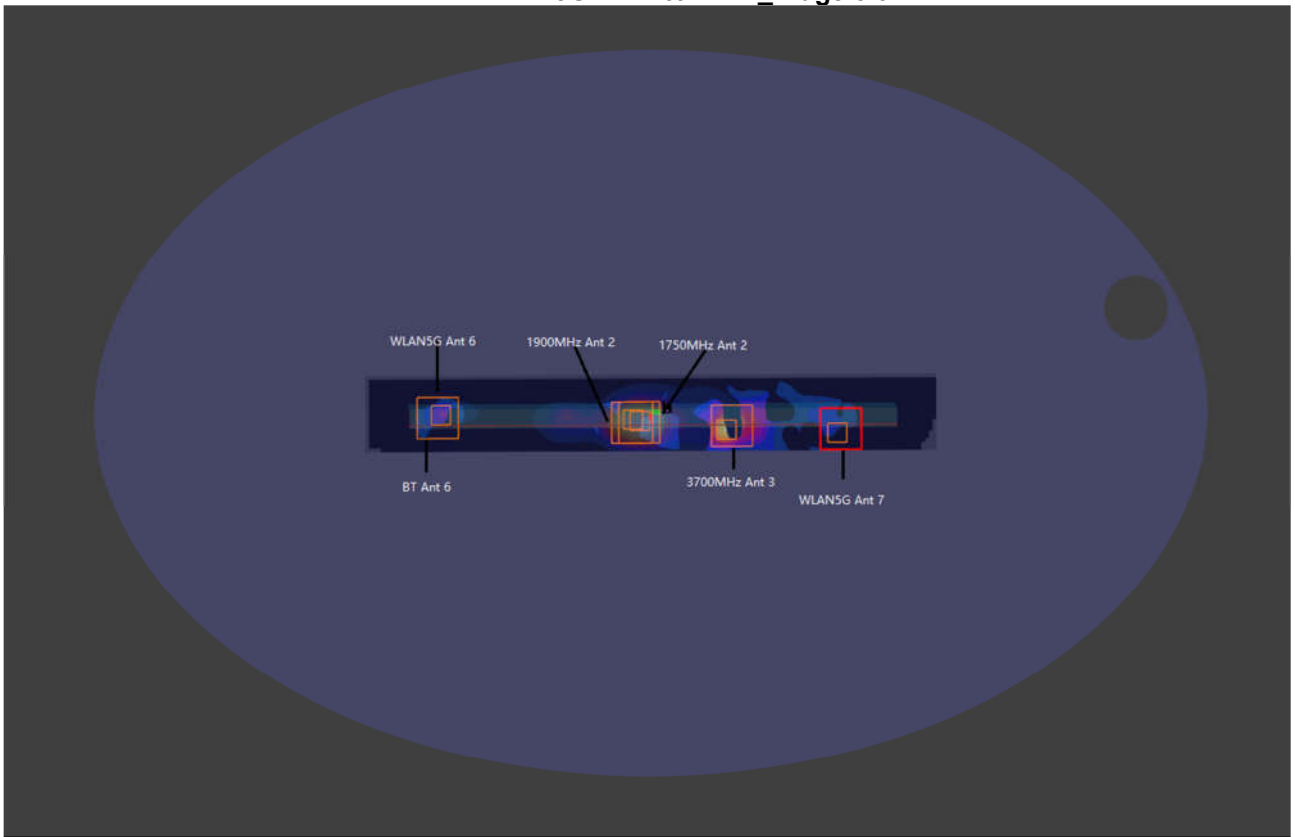 WLAN5G Ant 6
1900MHz Ant 2
1750MHz Ant 2
BT Ant 6
3700MHz Ant 3
WLAN5G Ant 7